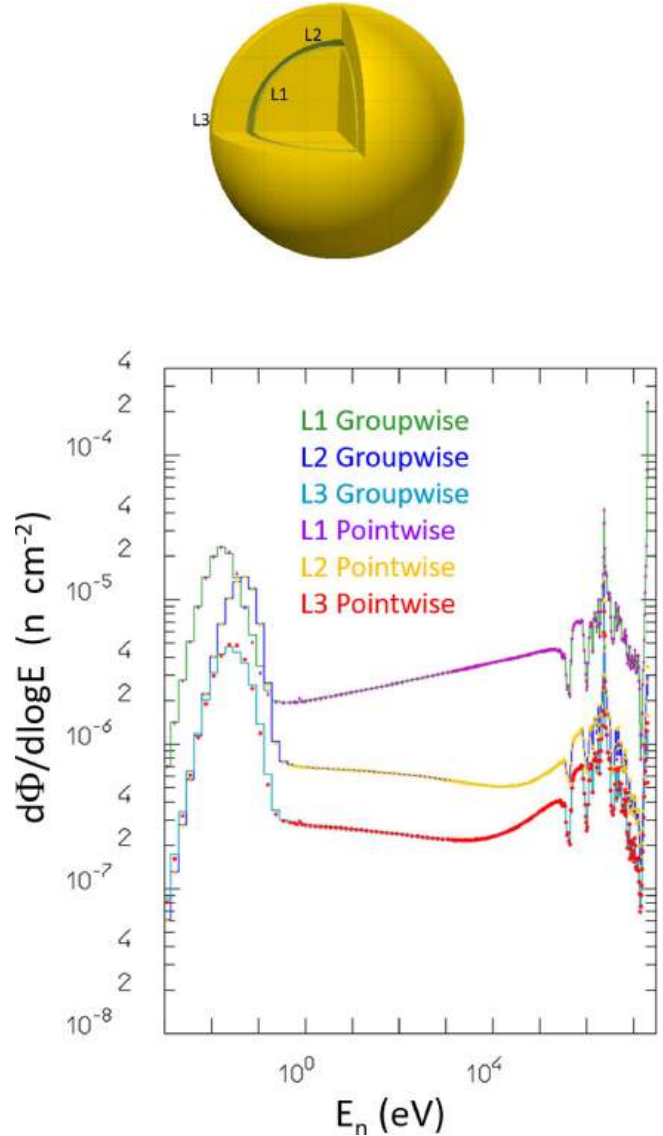 L2
L1
L3
4
2
10⁻⁴
4
2
10⁻⁵
4
2
10⁻⁶
4
2
10⁻⁷
4
2
10⁻⁸
dΦ/dlogE (n cm⁻²)
L1 Groupwise
L2 Groupwise
L3 Groupwise
L1 Pointwise
L2 Pointwise
L3 Pointwise
10⁰ 10⁴
Eₙ (eV)